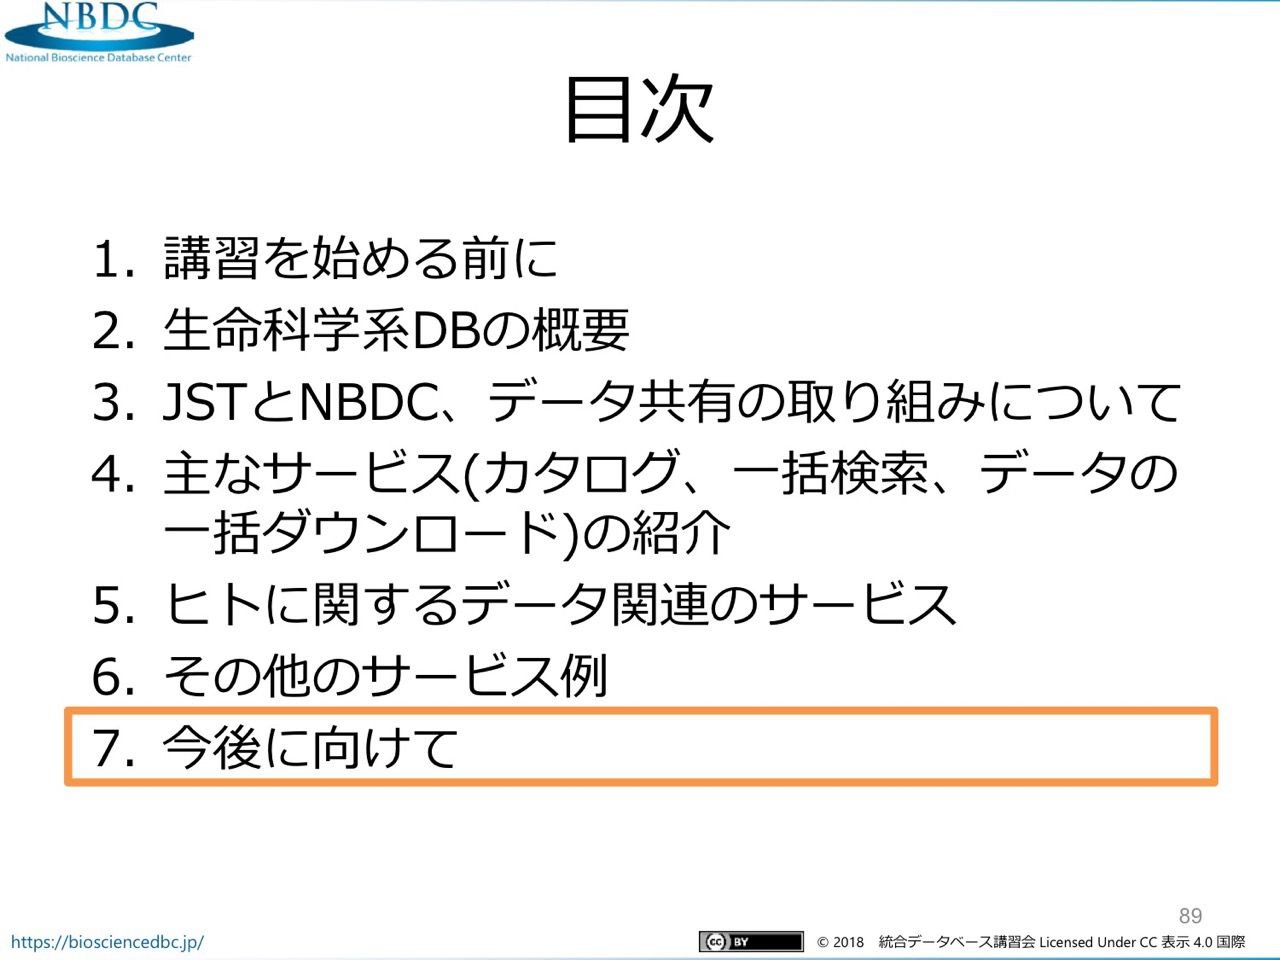 NBDC
National Bioscience Database Center
目次
1. 講習を始める前に
2. 生命科学系DBの概要
3. JSTとNBDC、データ共有の取り組みについて
4. 主なサービス(カタログ、一括検索、データの
一括ダウンロード)の紹介
5. ヒトに関するデータ関連のサービス
6. その他のサービス例
7. 今後に向けて
89
https://biosciencedbc.jp/
cc BY
© 2018 統合データベース講習会 Licensed Under CC 表示 4.0 国際